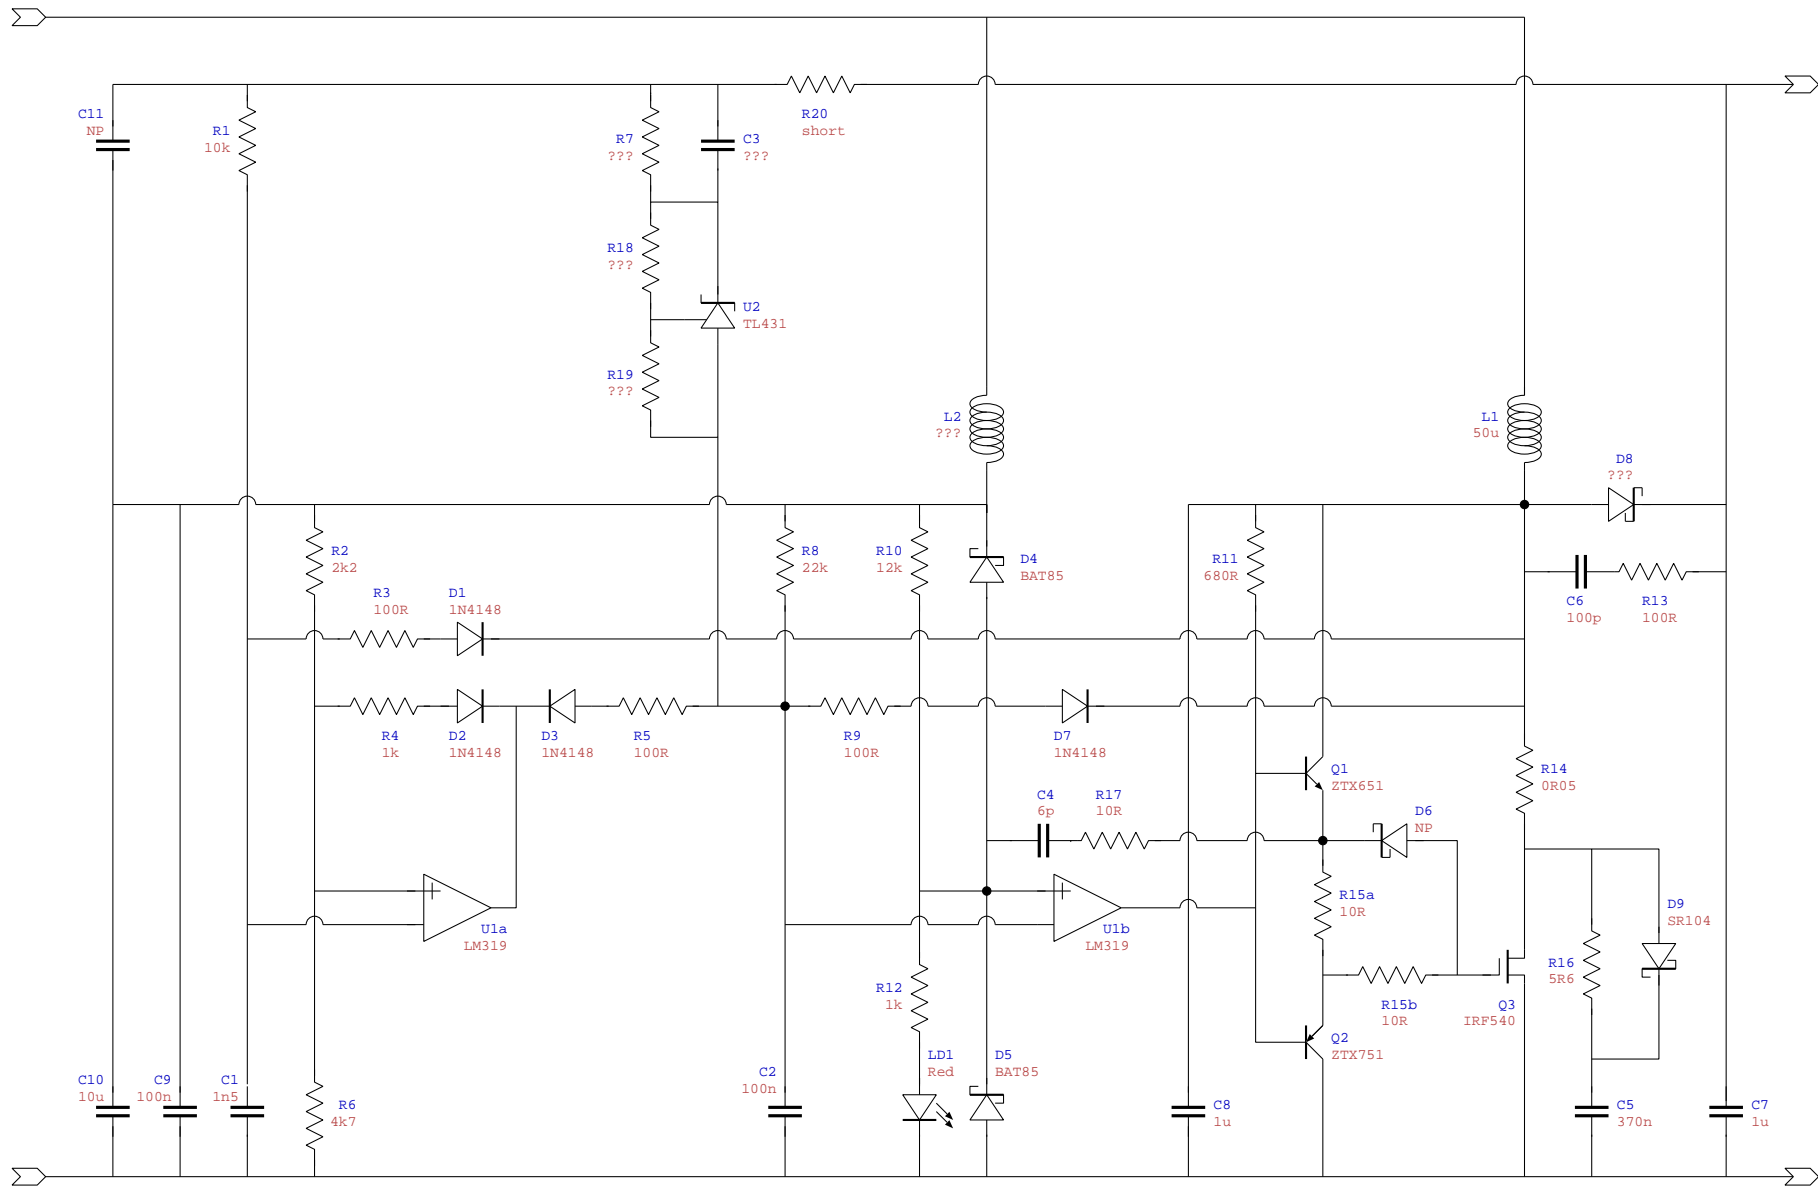 C11
NP
R1
10k
R7
???
C3
???
R20
short
R18
???
U2
TL431
R19
???
L2
???
L1
50u
D8
???
R2
2k2
R8
22k
R10
12k
D4
BAT85
R11
680R
R3
100R
D1
1N4148
C6
100p
R13
100R
R4
1k
D2
1N4148
D3
1N4148
R5
100R
R9
100R
D7
1N4148
Q1
ZTX651
R14
0R05
C4
6p
R17
10R
D6
NP
R15a
10R
U1a
LM319
U1b
LM319
D9
SR104
R16
5R6
R12
1k
R15b
10R
Q3
IRF540
Q2
ZTX751
LD1
Red
D5
BAT85
C10
10u
C9
100n
C1
1n5
R6
4k7
C2
100n
C8
1u
C5
370n
C7
1u